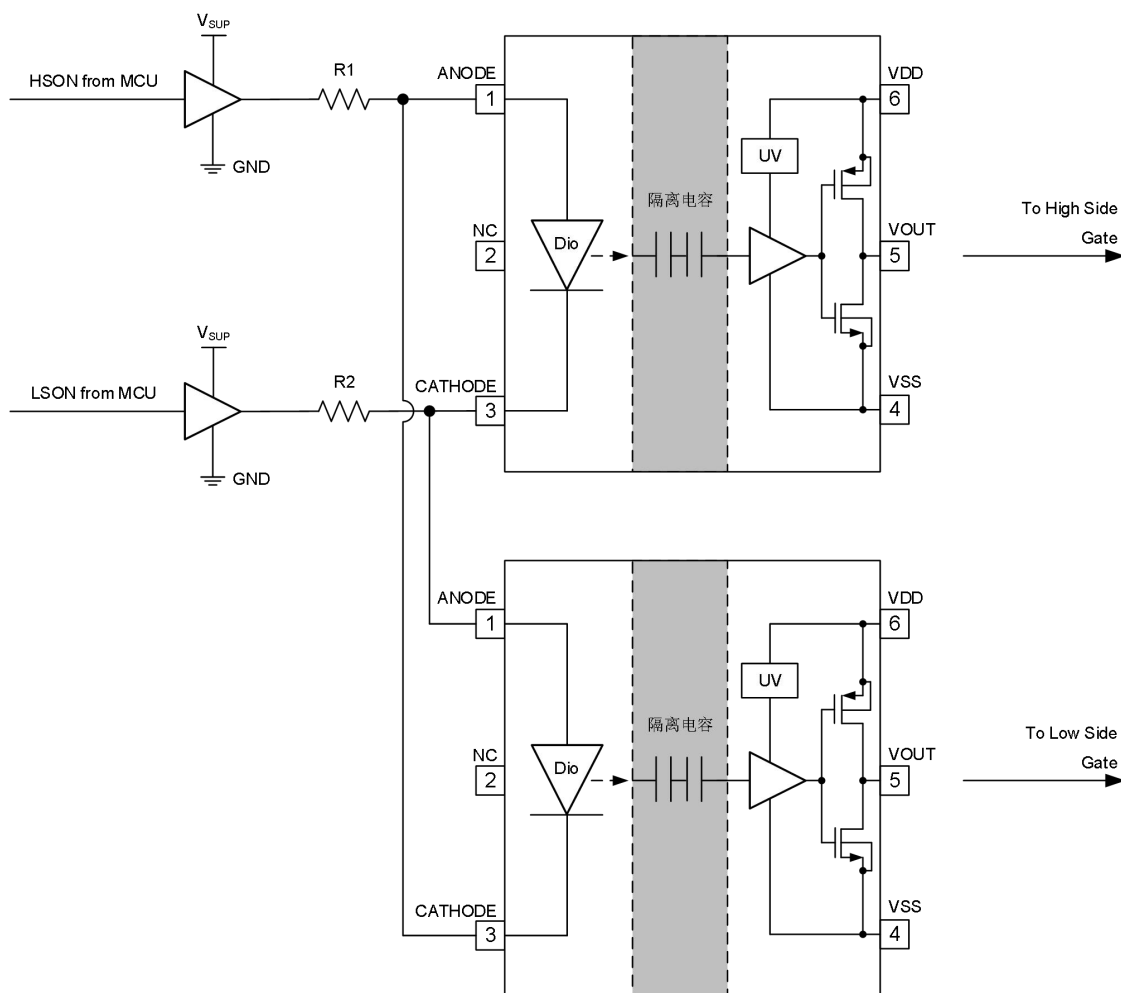 VSUP
HSON from MCU
R1
GND
ANODE
1
NC
2
CATHODE
3
Dio
隔离电容
UV
VDD
6
VOUT
5
VSS
4
To High Side
Gate
VSUP
LSON from MCU
R2
GND
ANODE
1
NC
2
CATHODE
3
Dio
隔离电容
UV
VDD
6
VOUT
5
VSS
4
To Low Side
Gate